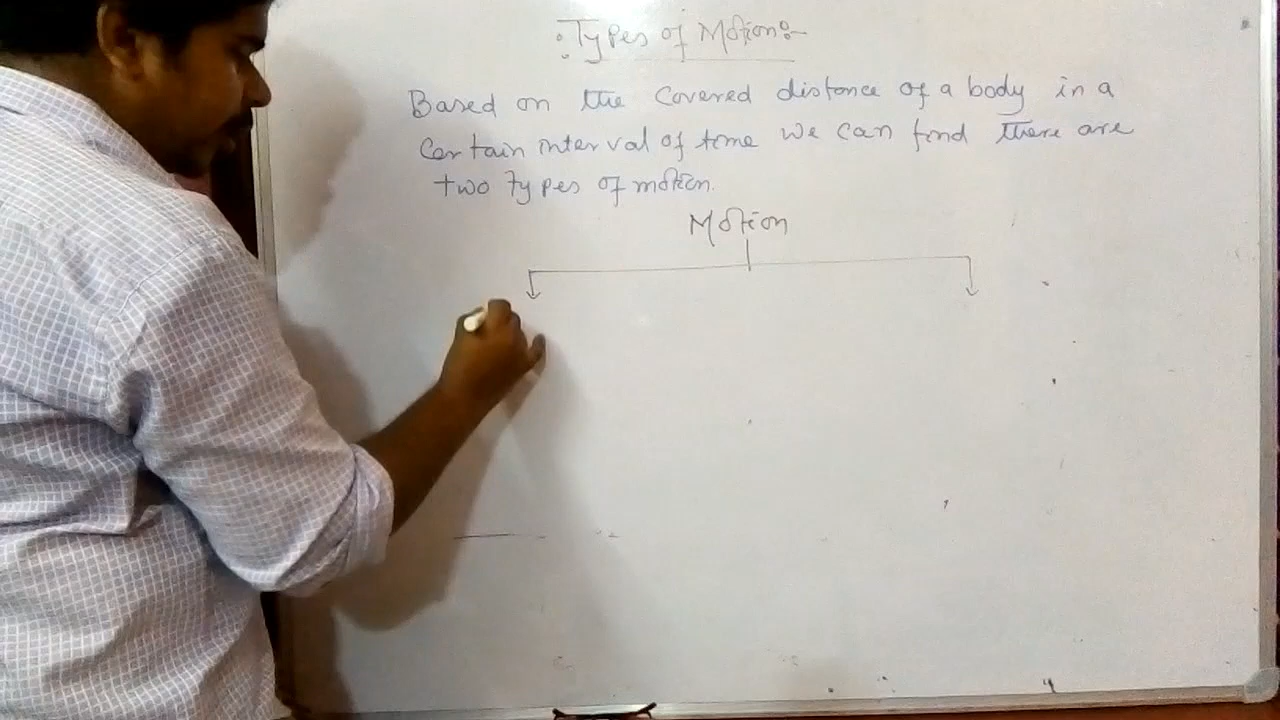 :Types of Motion:-
Based on the covered distance of a body in a
certain interval of time we can find there are
two types of motion.
Motion